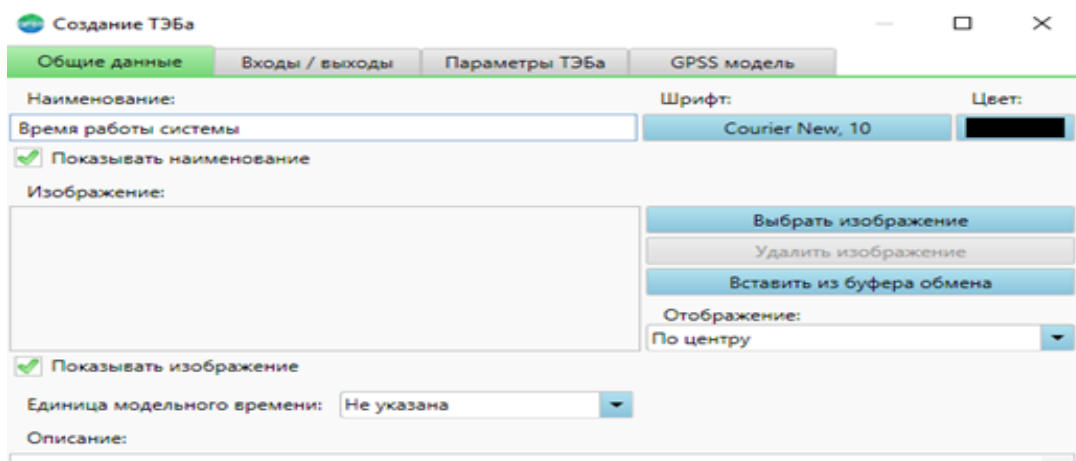 Создание ТЭБа
Общие данные Входы / выходы Параметры ТЭБа GPSS модель
Наименование: Шрифт: Цвет:
Время работы системы Courier New, 10
Показывать наименование
Изображение:
Выбрать изображение
Удалить изображение
Вставить из буфера обмена
Отображение:
По центру
Показывать изображение
Единица модельного времени: Не указана
Описание: